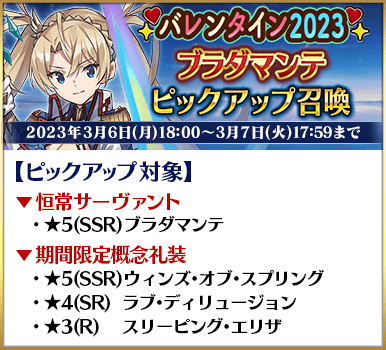 バレンタイン2023
ブラダマンテ
ピックアップ召喚
2023年3月6日(月)18:00～3月7日(火)17:59まで
【ピックアップ対象】
▼恒常サーヴァント
・★5(SSR)ブラダマンテ
▼期間限定概念礼装
・★5(SSR)ウィンズ・オブ・スプリング
・★4(SR) ラブ・ディリュージョン
・★3(R) スリーピング・エリザ